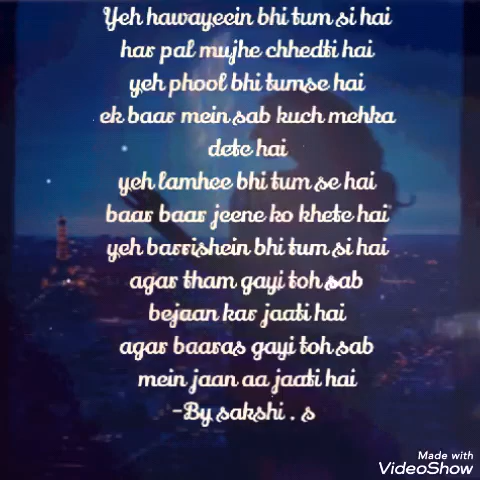 Yeh hawayeein bhi tum si hai
har pal mujhe chhedti hai
yeh phool bhi tumse hai
ek baar mein sab kuch mehka
dete hai
yeh lamhee bhi tum se hai
baar baar jeene ko khete hai
yeh barrishein bhi tum si hai
agar tham gayi toh sab
bejaan kar jaati hai
agar baaras gayi toh sab
mein jaan aa jaati hai
-By sakshi . s
Made with
VideoShow